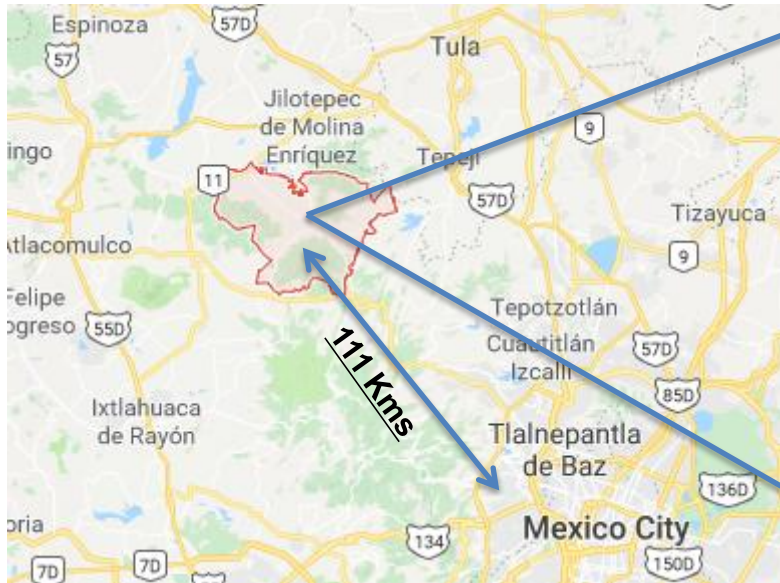 Espinoza
57D
57
Tula
Jilotepec
de Molina
Enríquez
9
ingo
Tepeji
11
57D
Tizayuca
Atlacomulco
9
Felipe
ogreso
55D
Tepotzotlán
Cuautitlán
Izcalli
57D
111 Kms
85D
Ixtlahuaca
de Rayón
Tlalnepantla
de Baz
136D
oria
134
Mexico City
7D
7D
150D